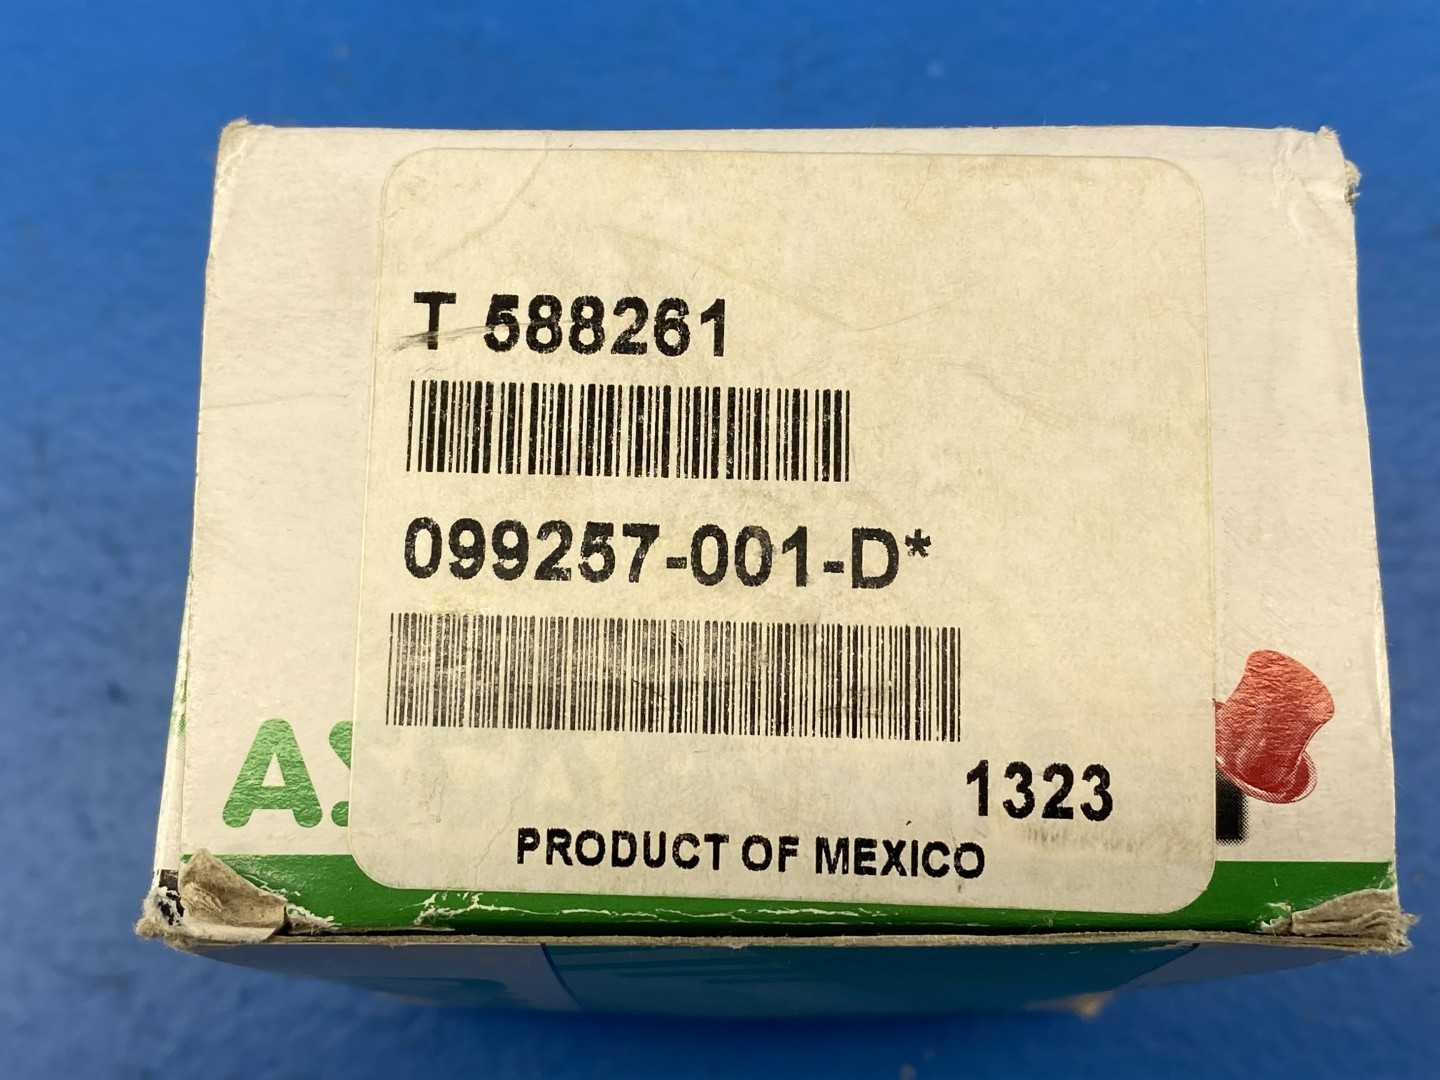 T 588261
099257-001-D*
1323
PRODUCT OF MEXICO